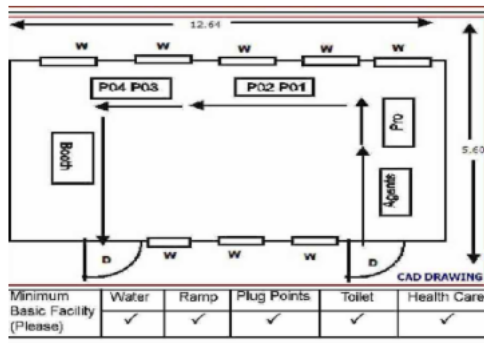 12.64
W W W W W
P04 P03 P02 P01
Pro
5.60
Booth
Agents
D W W W D
CAD DRAWING
Minimum Basic Facility (Please) Water Ramp Plug Points Toilet Health Care
✓ ✓ ✓ ✓ ✓